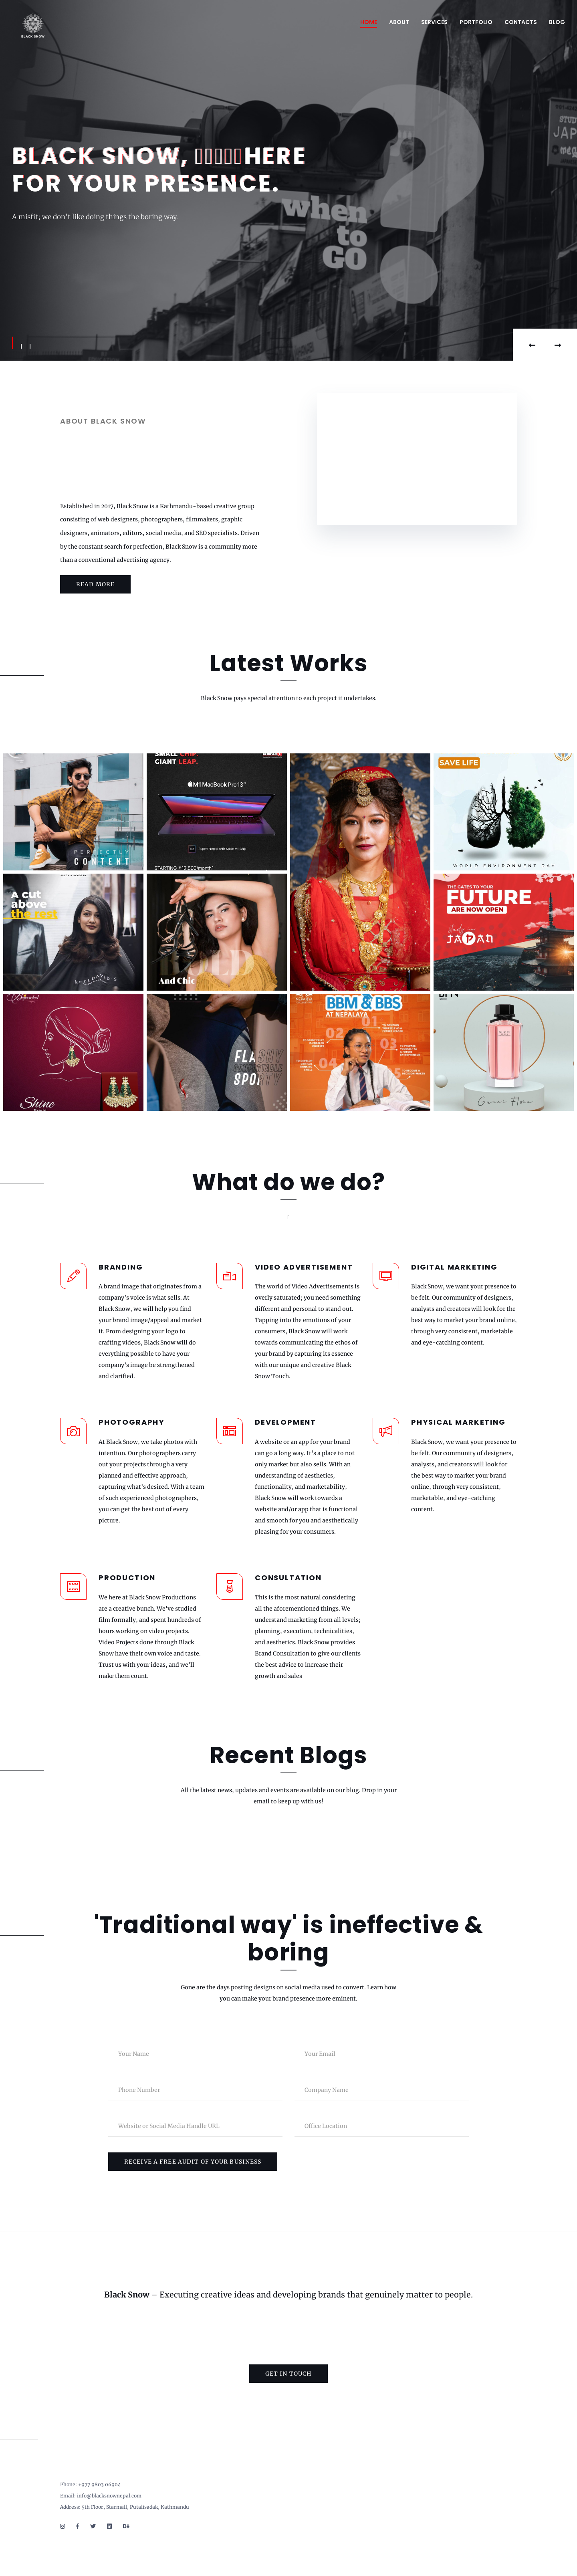 BLACK SNOW
HOME ABOUT SERVICES PORTFOLIO CONTACTS BLOG
BLACK SNOW, HERE
FOR YOUR PRESENCE.
A misfit; we don't like doing things the boring way.
when
to
GO
?
ABOUT BLACK SNOW
Established in 2017, Black Snow is a Kathmandu-based creative group
consisting of web designers, photographers, filmmakers, graphic
designers, animators, editors, social media, and SEO specialists. Driven
by the constant search for perfection, Black Snow is a community more
than a conventional advertising agency.
READ MORE
Latest Works
Black Snow pays special attention to each project it undertakes.
PERFECTLY
CONTENT
SMALL CHIP.
GIANT LEAP.
M1 MacBook Pro 13"
SAVE LIFE
WORLD ENVIRONMENT DAY
A cut
above
the rest
And Chic
THE GATES TO YOUR
FUTURE
ARE NOW OPEN
JAPAN
Shine
FLASHY
SPORTY
BBM & BBS
AT NEPALAYA
01
02
03
04
05
Gucci Flora
What do we do?
BRANDING
A brand image that originates from a
company's voice is what sells. At
Black Snow, we will help you find
your brand image/appeal and market
it. From designing your logo to
crafting videos, Black Snow will do
everything possible to have your
company's image be strengthened
and clarified.
VIDEO ADVERTISEMENT
The world of Video Advertisements is
overly saturated; you need something
different and personal to stand out.
Tapping into the emotions of your
consumers, Black Snow will work
towards communicating the ethos of
your brand by capturing its essence
with our unique and creative Black
Snow Touch.
DIGITAL MARKETING
Black Snow, we want your presence to
be felt. Our community of designers,
analysts and creators will look for the
best way to market your brand online,
through very consistent, marketable
and eye-catching content.
PHOTOGRAPHY
At Black Snow, we take photos with
intention. Our photographers carry
out your projects through a very
planned and effective approach,
capturing what's desired. With a team
of such experienced photographers,
you can get the best out of every
picture.
DEVELOPMENT
A website or an app for your brand
can go a long way. It's a place to not
only market but also sells. With an
understanding of aesthetics,
functionality, and marketability,
Black Snow will work towards a
website and/or app that is functional
and smooth for you and aesthetically
pleasing for your consumers.
PHYSICAL MARKETING
Black Snow, we want your presence to
be felt. Our community of designers,
analysts, and creators will look for
the best way to market your brand
online, through very consistent,
marketable, and eye-catching
content.
PRODUCTION
We here at Black Snow Productions
are a creative bunch. We've studied
film formally, and spent hundreds of
hours working on video projects.
Video Projects done through Black
Snow have their own voice and taste.
Trust us with your ideas, and we'll
make them count.
CONSULTATION
This is the most natural considering
all the aforementioned things. We
understand marketing from all levels;
planning, execution, technicalities,
and aesthetics. Black Snow provides
Brand Consultation to give our clients
the best advice to increase their
growth and sales
Recent Blogs
All the latest news, updates and events are available on our blog. Drop in your
email to keep up with us!
'Traditional way' is ineffective &
boring
Gone are the days posting designs on social media used to convert. Learn how
you can make your brand presence more eminent.
Your Name Your Email
Phone Number Company Name
Website or Social Media Handle URL Office Location
RECEIVE A FREE AUDIT OF YOUR BUSINESS
Black Snow – Executing creative ideas and developing brands that genuinely matter to people.
GET IN TOUCH
Phone: +977 9803 06904
Email: info@blacksnownepal.com
Address: 5th Floor, Starmall, Putalisadak, Kathmandu